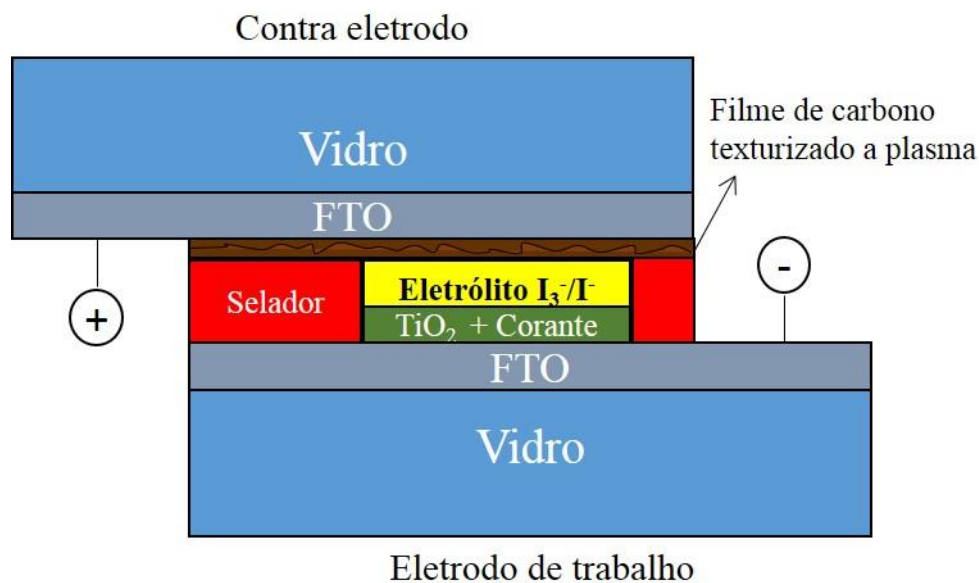 Contra eletrodo
Vidro
Filme de carbono
texturizado a plasma
FTO
-
+
Selador
Eletrólito I₃⁻/I⁻
TiO₂ + Corante
FTO
Vidro
Eletrodo de trabalho